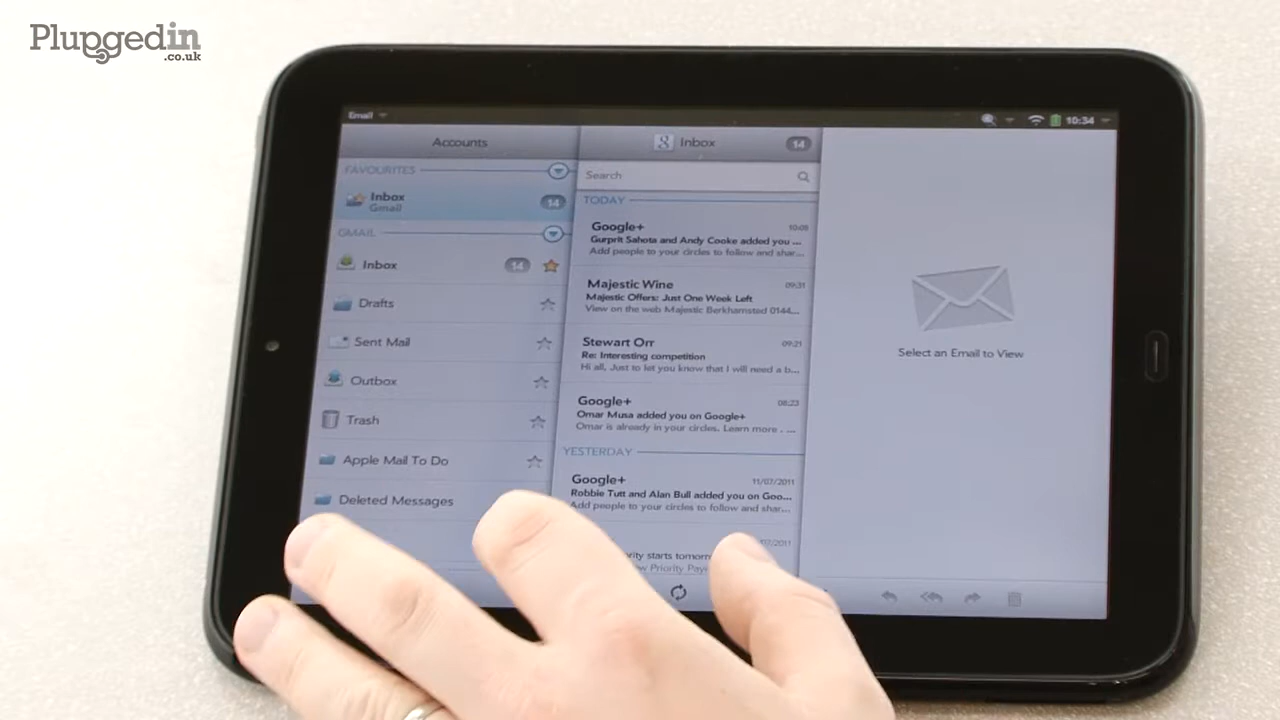 Pluggedin
.co.uk
Email
10:34
Accounts
FAVOURITES
Inbox
Gmail
14
GMAIL
Inbox
14
Drafts
Sent Mail
Outbox
Trash
Apple Mail To Do
Deleted Messages
Inbox
14
Search
TODAY
Google+
10:05
Gurprit Sahota and Andy Cooke added you ...
Add people to your circles to follow and shar...
Majestic Wine
09:31
Majestic Offers: Just One Week Left
View on the web Majestic Berkhamsted 0144...
Stewart Orr
09:21
Re: Interesting competition
Hi all, Just to let you know that I will need a b...
Google+
08:23
Omar Musa added you on Google+
Omar is already in your circles. Learn more . ...
YESTERDAY
Google+
11/07/2011
Robbie Tutt and Alan Bull added you on Goo...
Add people to your circles to follow and shar...
/07/2011
starts tomorr
Priority
Select an Email to View